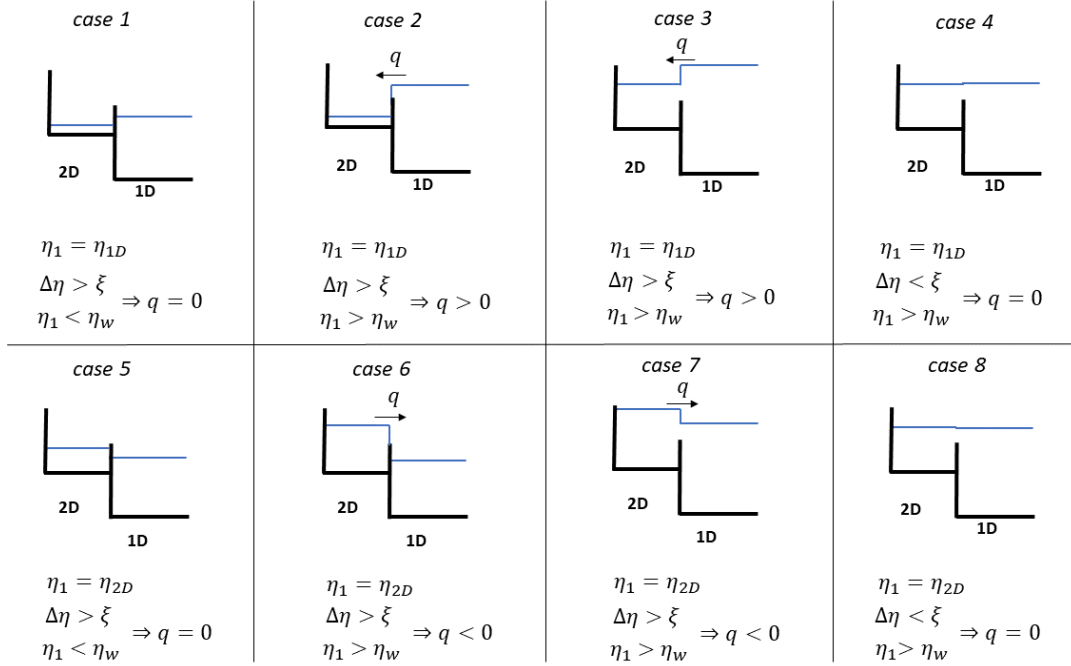 case 1
q
2D
1D
η₁ = η₁D
Δη > ξ
η₁ < ηw
⇒ q = 0
case 2
q
2D
1D
η₁ = η₁D
Δη > ξ
η₁ > ηw
⇒ q > 0
case 3
q
2D
1D
η₁ = η₁D
Δη > ξ
η₁ > ηw
⇒ q > 0
case 4
2D
1D
η₁ = η₁D
Δη < ξ
η₁ > ηw
⇒ q = 0
case 5
2D
1D
η₁ = η₂D
Δη > ξ
η₁ < ηw
⇒ q = 0
case 6
q
2D
1D
η₁ = η₂D
Δη > ξ
η₁ > ηw
⇒ q < 0
case 7
q
2D
1D
η₁ = η₂D
Δη > ξ
η₁ > ηw
⇒ q < 0
case 8
2D
1D
η₁ = η₂D
Δη < ξ
η₁ > ηw
⇒ q = 0